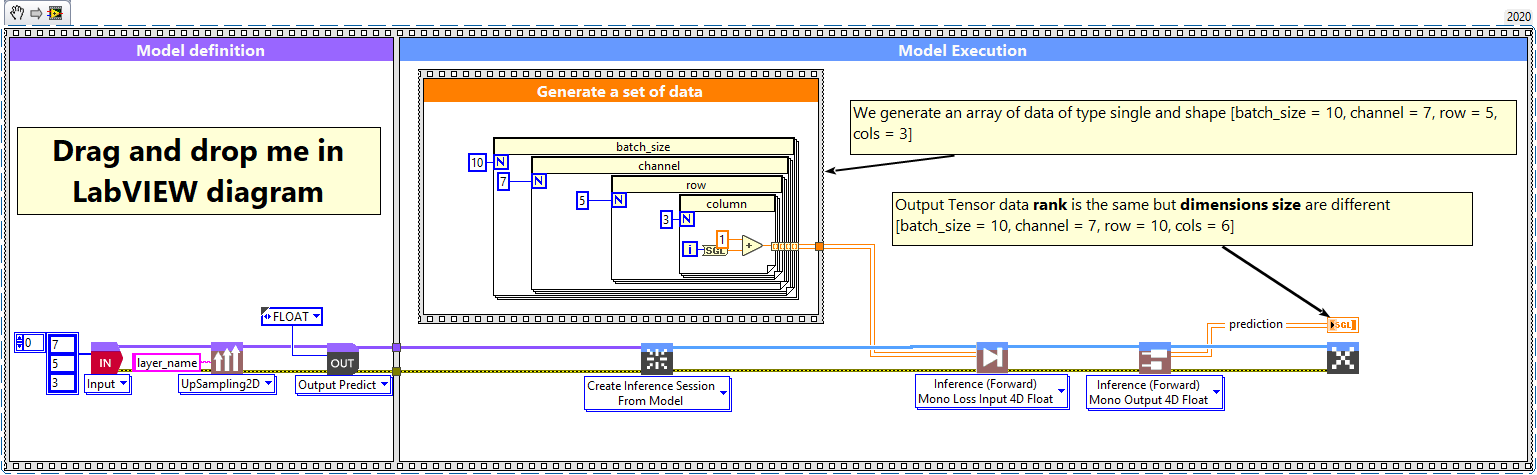 2020
Model definition
Model Execution
Drag and drop me in
LabVIEW diagram
Generate a set of data
batch_size
10
N
channel
7
N
row
5
N
column
3
N
i
SGL
1
+
We generate an array of data of type single and shape [batch_size = 10, channel = 7, row = 5,
cols = 3]
Output Tensor data rank is the same but dimensions size are different
[batch_size = 10, channel = 7, row = 10, cols = 6]
0
7
5
3
IN
Input
layer_name
UpSampling2D
FLOAT
OUT
Output Predict
Create Inference Session
From Model
Inference (Forward)
Mono Loss Input 4D Float
Inference (Forward)
Mono Output 4D Float
prediction
SGL